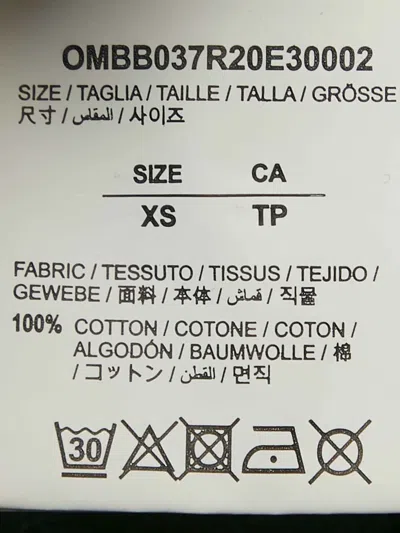 OMBB037R20E30002
SIZE / TAGLIA / TAILLE / TALLA / GRÖSSE
尺寸 / المقاس / 사이즈
SIZE CA
XS TP
FABRIC / TESSUTO / TISSUS / TEJIDO /
GEWEBE / 面料 / 本体 / قماش / 직물
100% COTTON / COTONE / COTON /
ALGODÓN / BAUMWOLLE / 棉
/ コットン / القطن / 면직
30